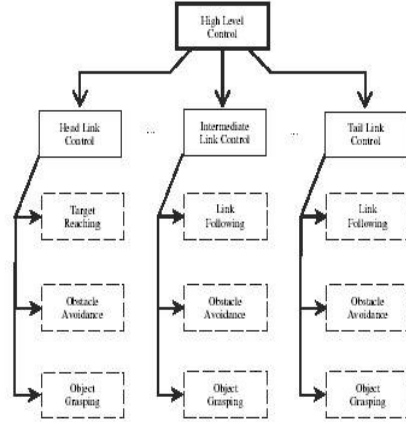 High Level
Control
Head Link
Control
...
Intermediate
Link Control
...
Tail Link
Control
Target
Reaching
Link
Following
Link
Following
Obstacle
Avoidance
Obstacle
Avoidance
Obstacle
Avoidance
Object
Grasping
Object
Grasping
Object
Grasping